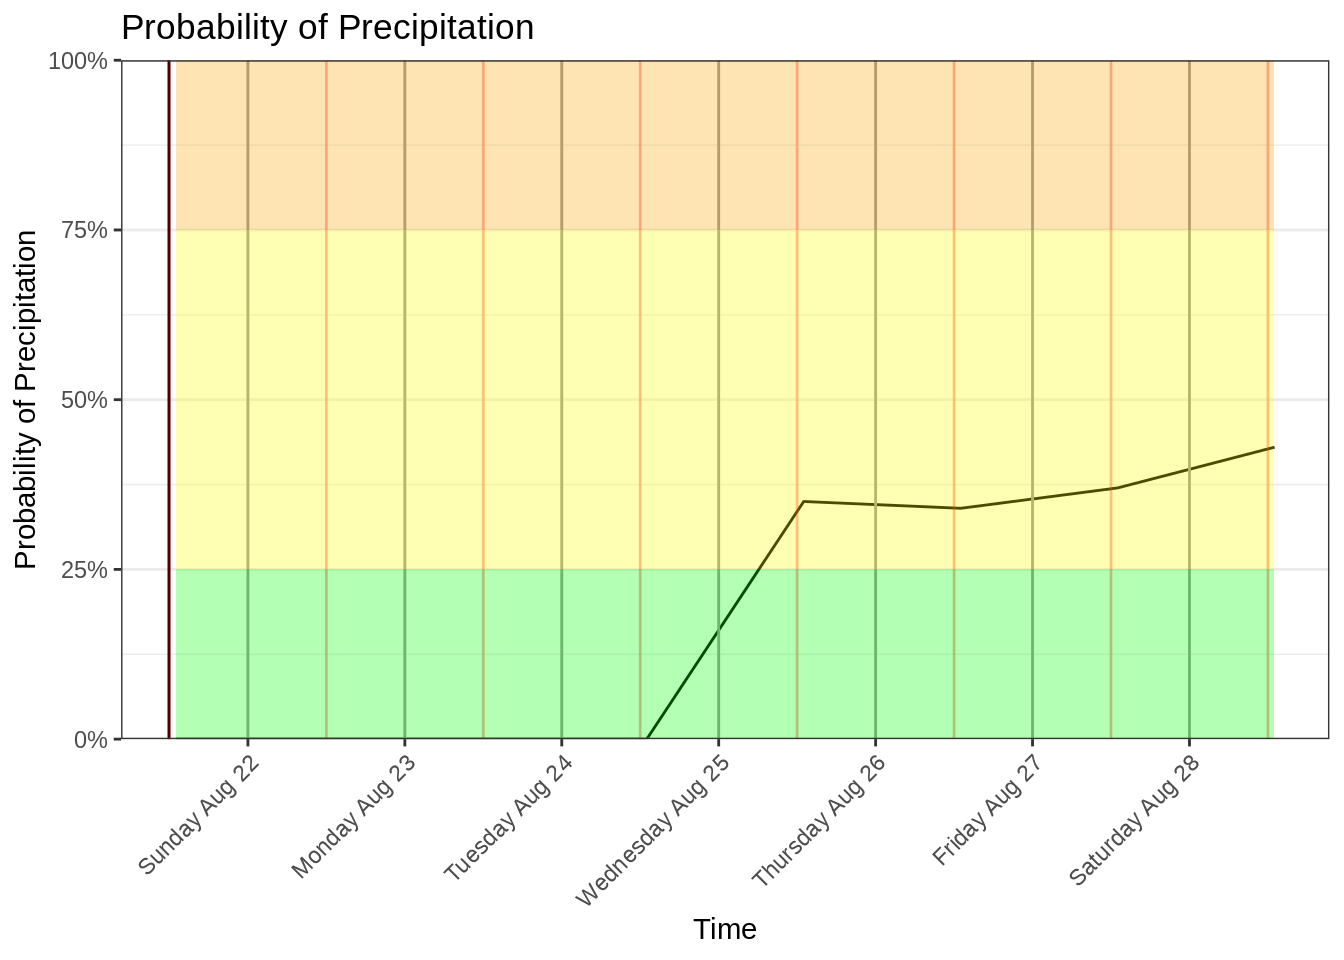 Probability of Precipitation
Probability of Precipitation
100%
75%
50%
25%
0%
Sunday Aug 22
Monday Aug 23
Tuesday Aug 24
Wednesday Aug 25
Thursday Aug 26
Friday Aug 27
Saturday Aug 28
Time